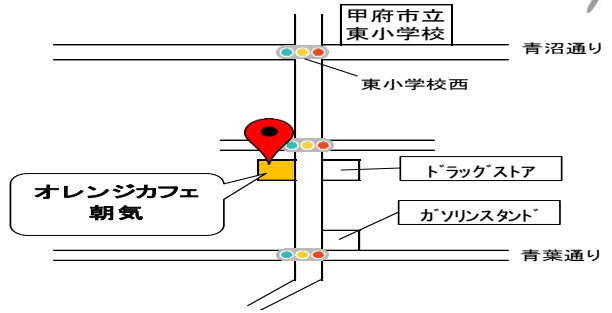 甲府市立
東小学校
青沼通り
東小学校西
ドラッグストア
オレンジカフェ
朝気
ガソリンスタンド
青葉通り